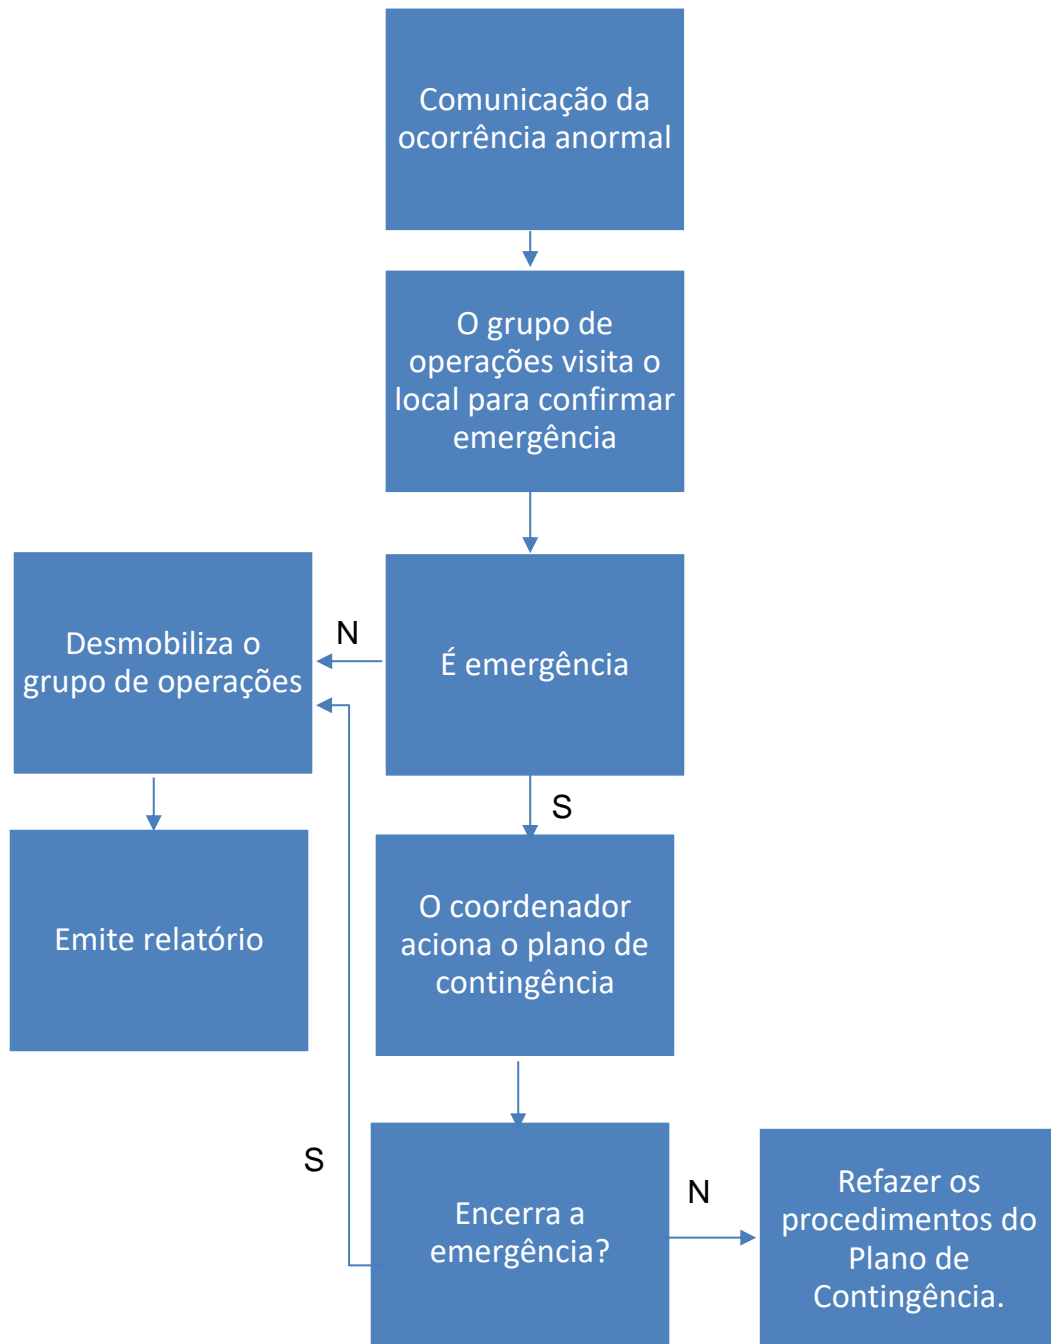 Comunicação da
ocorrência anormal
O grupo de
operações visita o
local para confirmar
emergência
Desmobiliza o
grupo de operações
N
É emergência
S
Emite relatório
O coordenador
aciona o plano de
contingência
S
Encerra a
emergência?
N
Refazer os
procedimentos do
Plano de
Contingência.